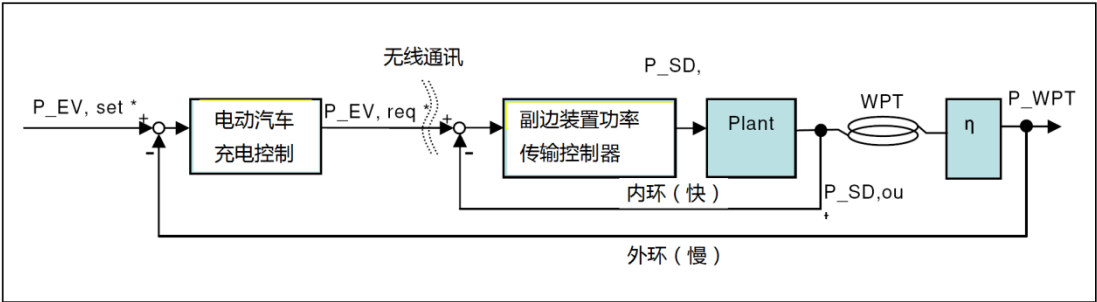 无线通讯
P_SD,
P_EV, set *
+
-
电动汽车
充电控制
P_EV, req *
+
-
副边装置功率
传输控制器
Plant
WPT
η
P_WPT
内环（快）
P_SD,ou
外环（慢）